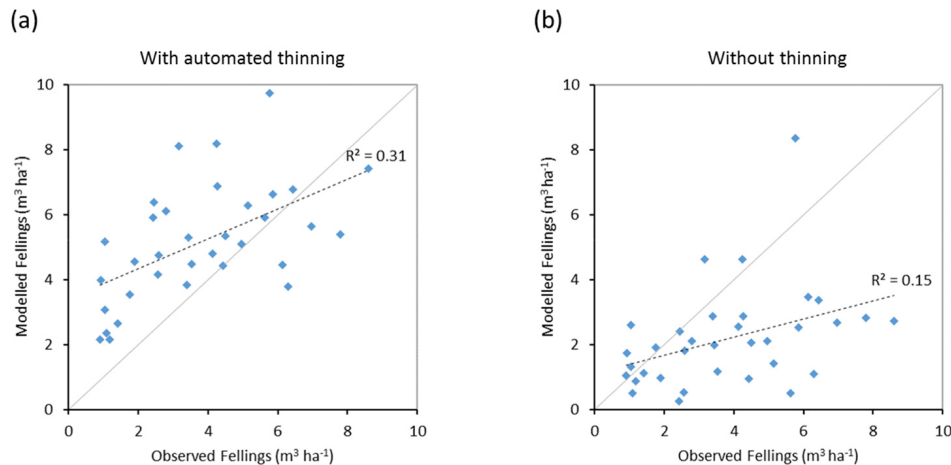 (a)
With automated thinning
10
8
6
4
2
0
0 2 4 6 8 10
Modelled Fellings (m³ ha⁻¹)
Observed Fellings (m³ ha⁻¹)
R² = 0.31
(b)
Without thinning
10
8
6
4
2
0
0 2 4 6 8 10
Modelled Fellings (m³ ha⁻¹)
Observed Fellings (m³ ha⁻¹)
R² = 0.15